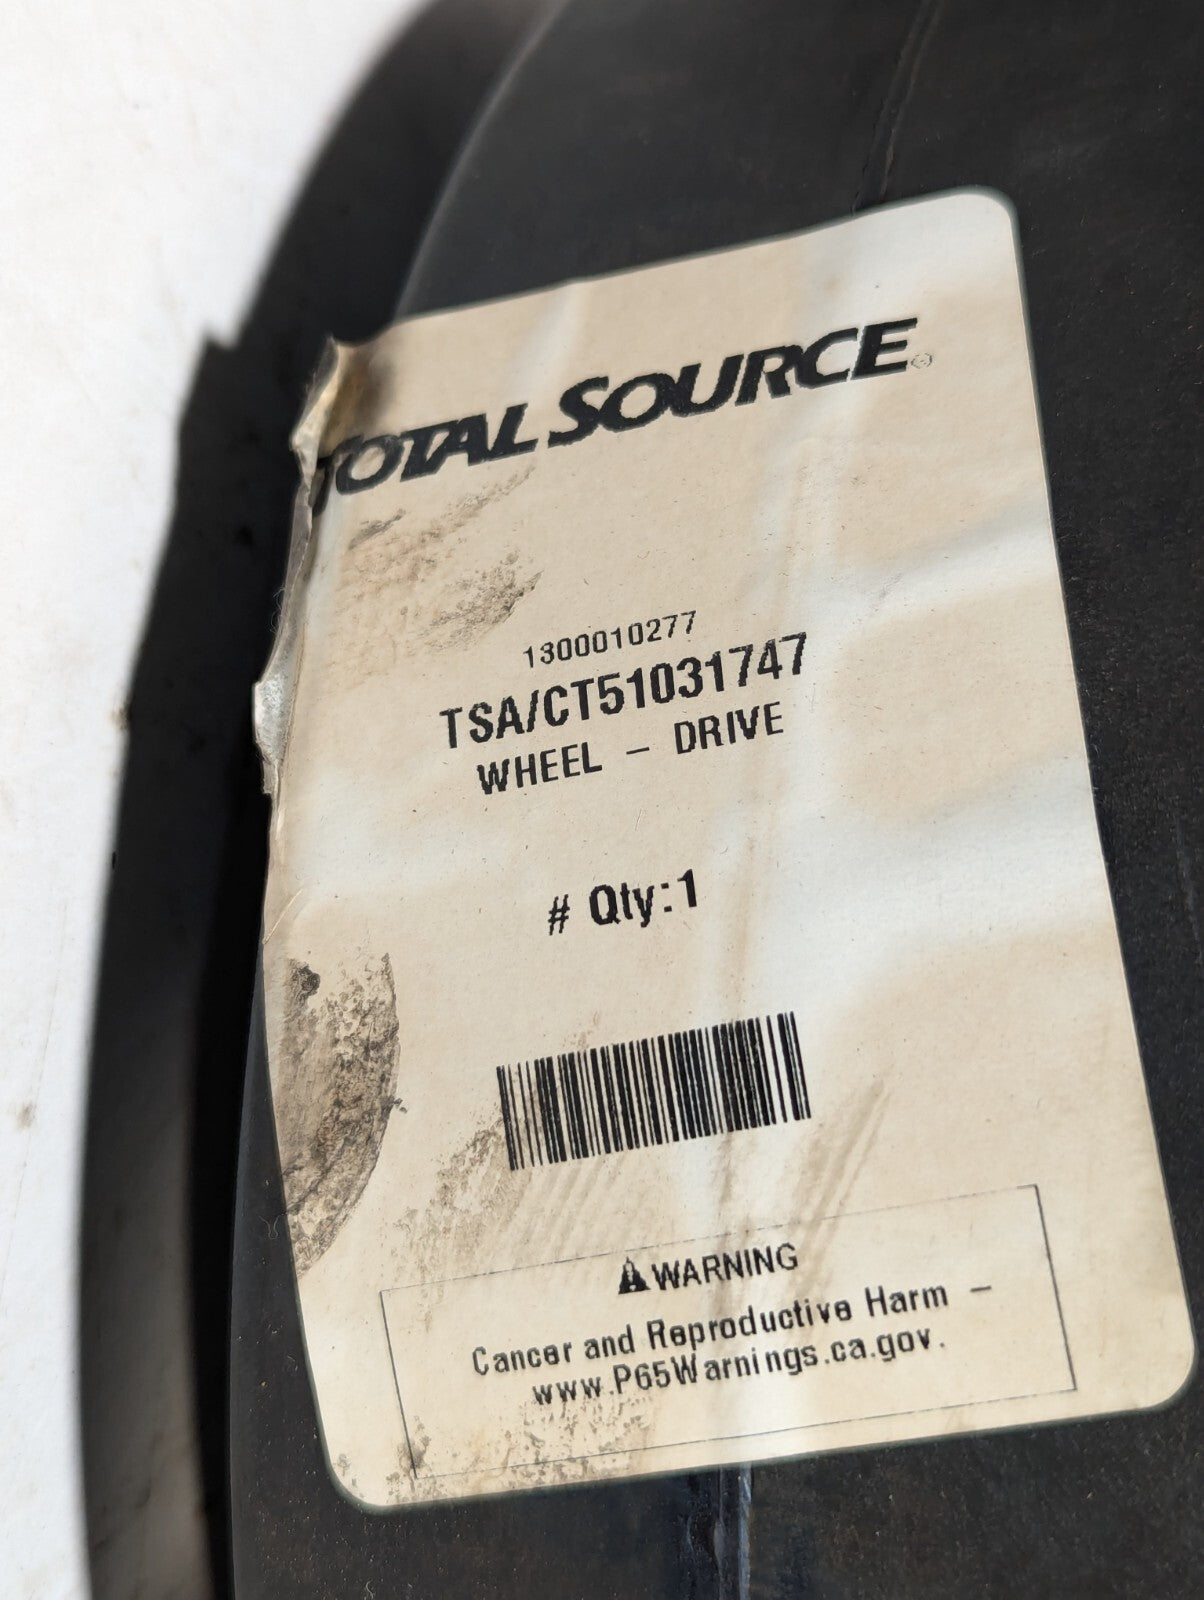 TOTAL SOURCE®
1300010277
TSA/CT51031747
WHEEL - DRIVE
# Qty:1
WARNING
Cancer and Reproductive Harm -
www.P65Warnings.ca.gov.